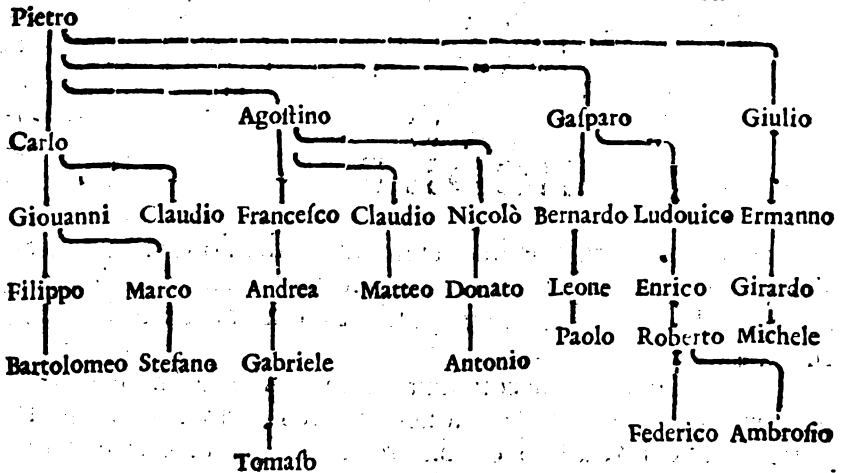 Pietro
Agoſtino Gaſparo Giulio
Carlo
Giouanni Claudio Franceſco Claudio Nicolò Bernardo Ludouico Ermanno
Filippo Marco Andrea Matteo Donato Leone Enrico Girardo
Paolo Roberto Michele
Bartolomeo Stefano Gabriele Antonio
Federico Ambroſio
Tomaſo